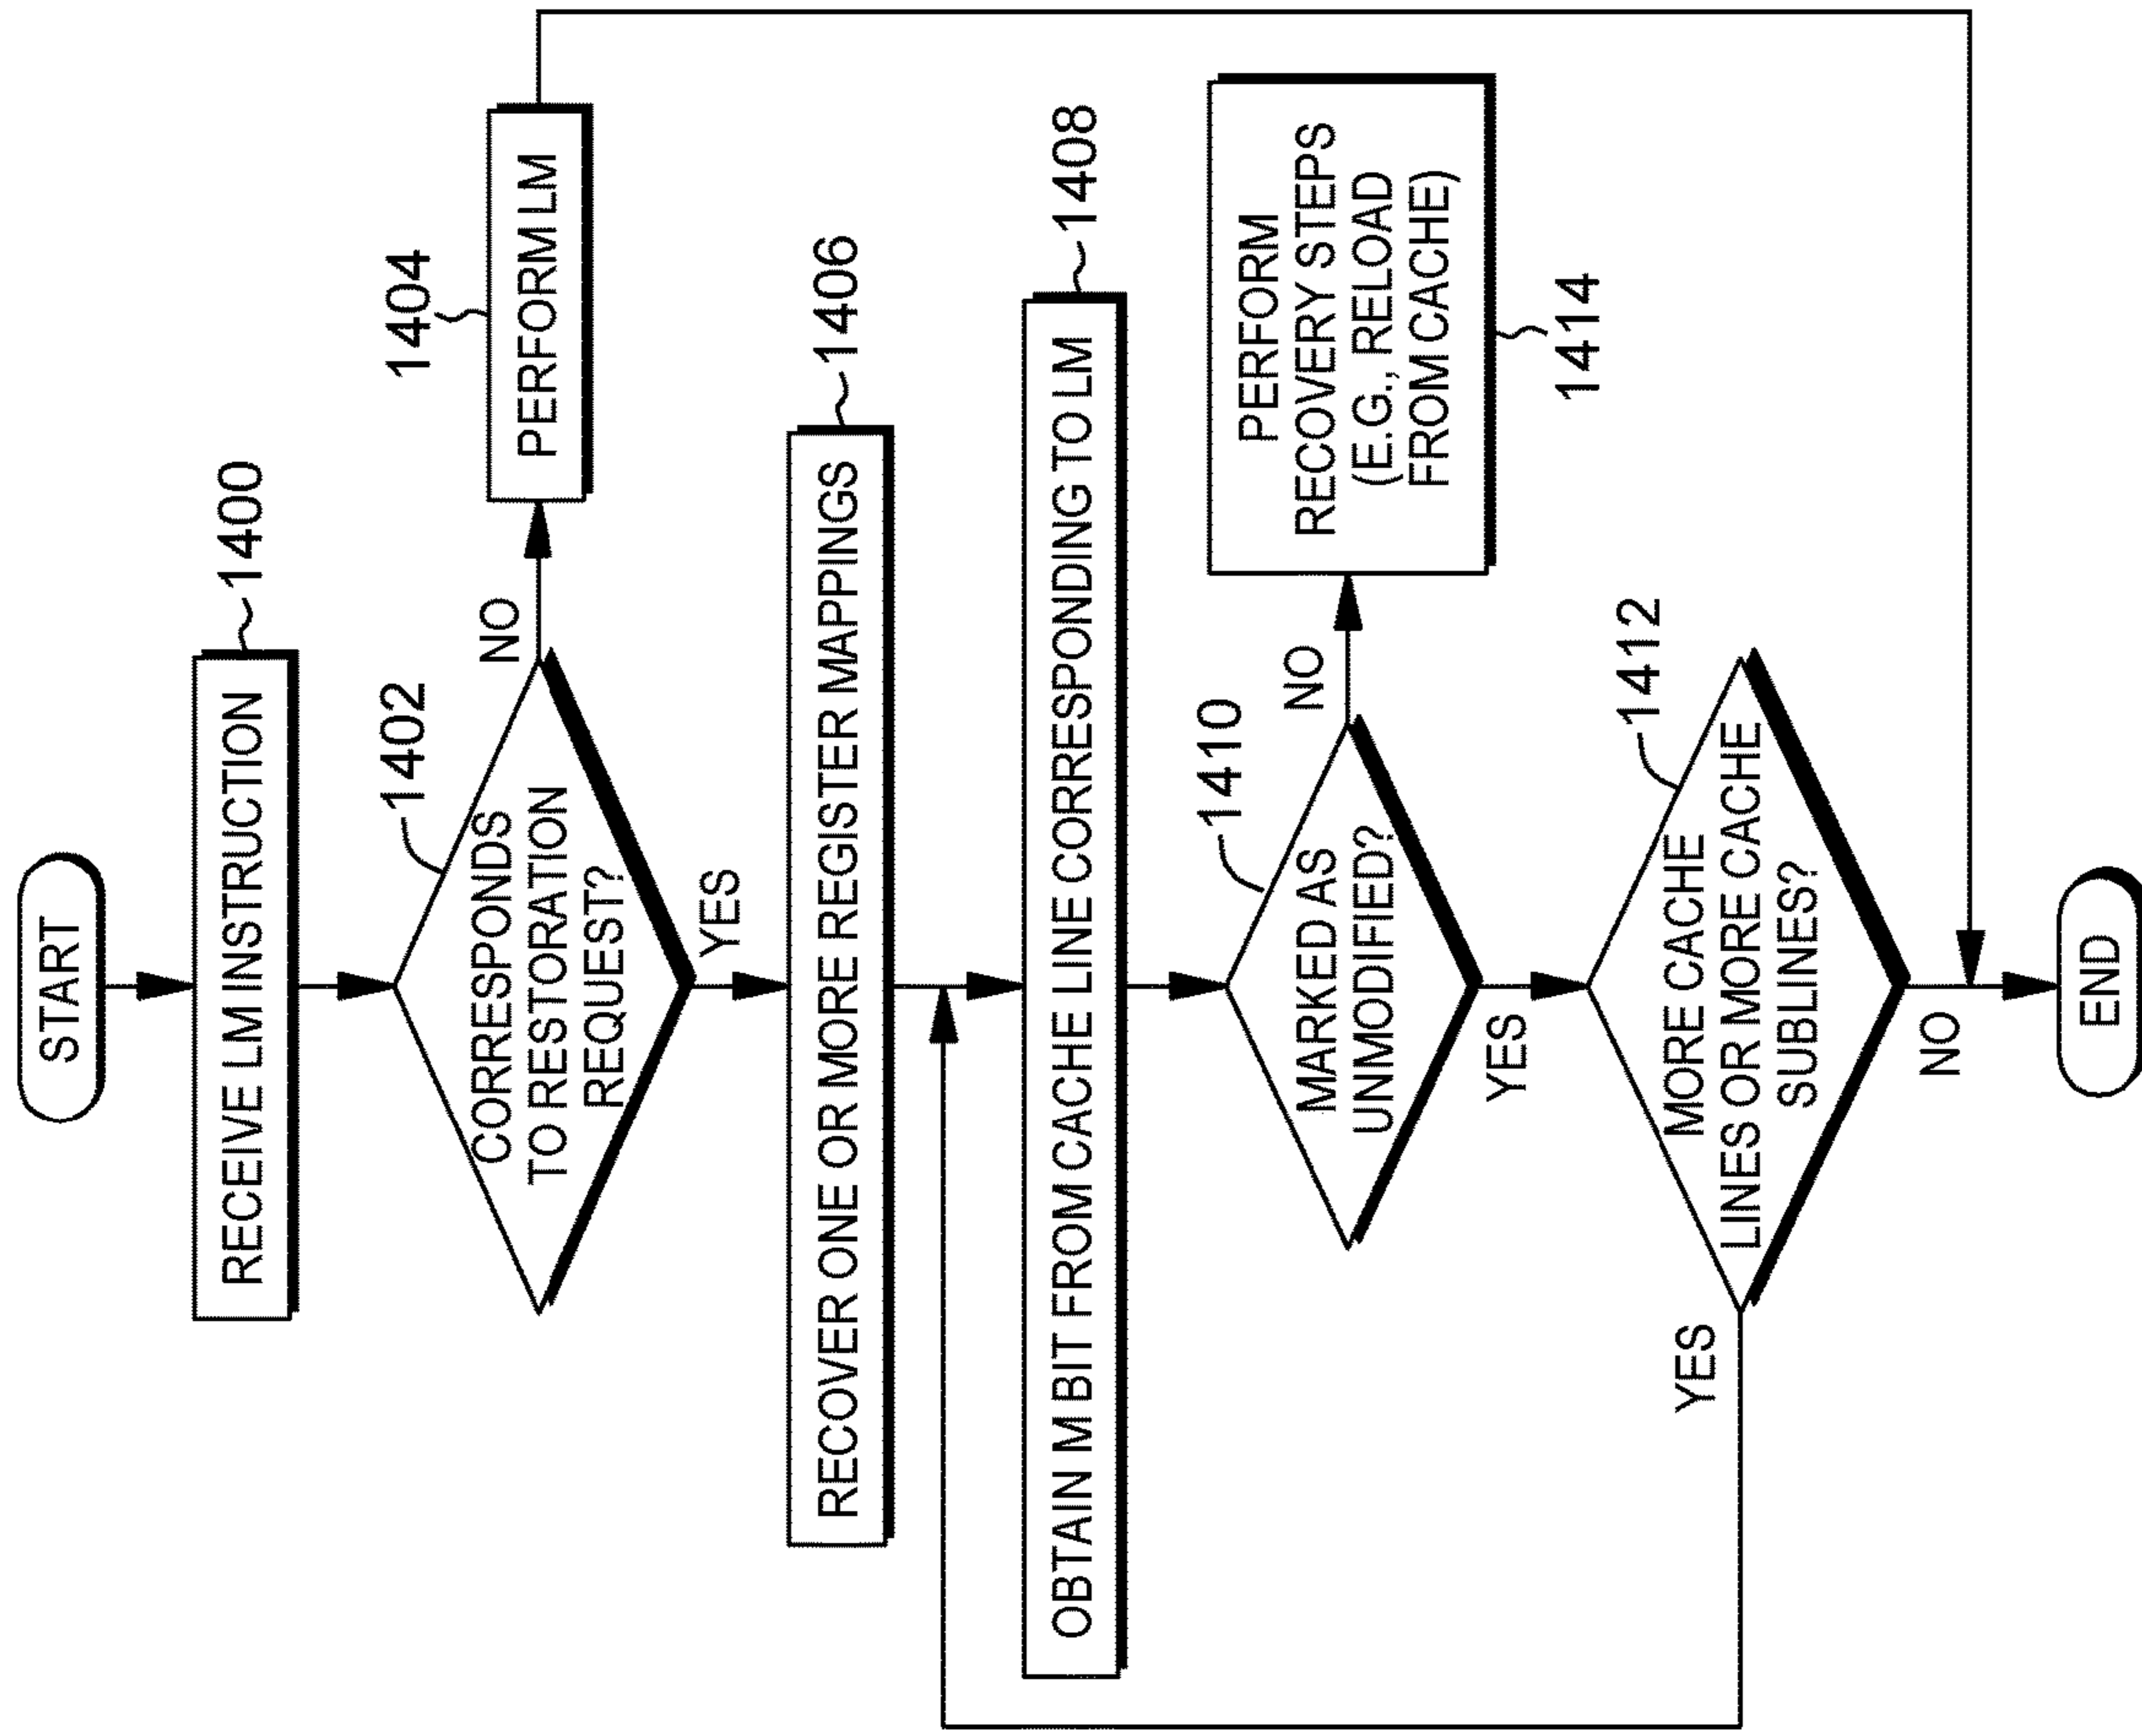 START
RECEIVE LM INSTRUCTION
1400
1402
CORRESPONDS
TO RESTORATION
REQUEST?
NO
PERFORM LM
1404
YES
RECOVER ONE OR MORE REGISTER MAPPINGS
1406
OBTAIN M BIT FROM CACHE LINE CORRESPONDING TO LM
1408
1410
MARKED AS
UNMODIFIED?
NO
PERFORM
RECOVERY STEPS
(E.G., RELOAD
FROM CACHE)
1414
YES
1412
MORE CACHE
LINES OR MORE CACHE
SUBLINES?
YES
NO
END